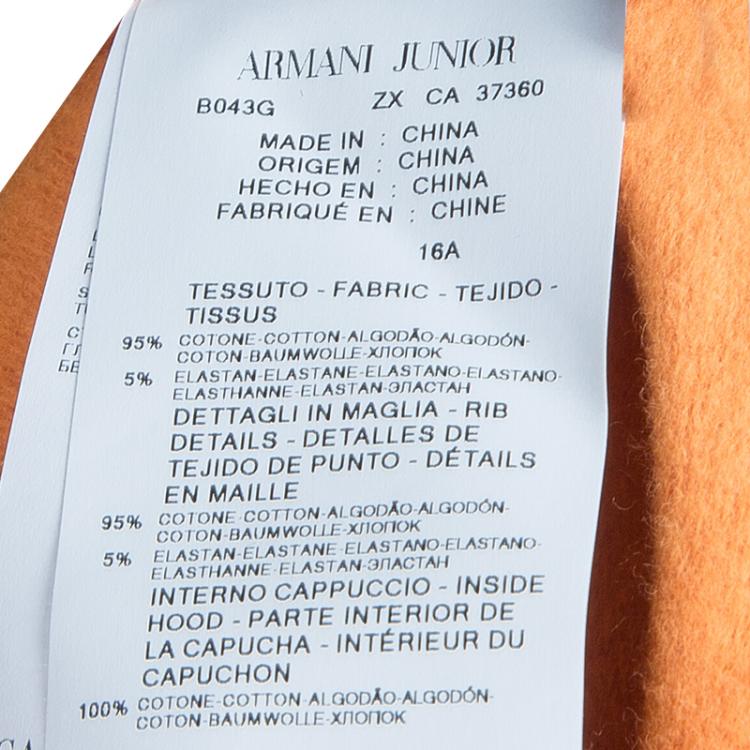 ARMANI JUNIOR
B043G ZX CA 37360
MADE IN : CHINA
ORIGEM : CHINA
HECHO EN : CHINA
FABRIQUÉ EN : CHINE
16A
TESSUTO - FABRIC - TEJIDO -
TISSUS
95% COTONE-COTTON-ALGODÃO-ALGODÓN-
COTON-BAUMWOLLE-ХЛОПОК
5% ELASTAN-ELASTANE-ELASTANO-ELASTANO-
ELASTHANNE-ELASTAN-ЭЛАСТАН
DETTAGLI IN MAGLIA - RIB
DETAILS - DETALLES DE
TEJIDO DE PUNTO - DÉTAILS
EN MAILLE
95% COTONE-COTTON-ALGODÃO-ALGODÓN-
COTON-BAUMWOLLE-ХЛОПОК
5% ELASTAN-ELASTANE-ELASTANO-ELASTANO-
ELASTHANNE-ELASTAN-ЭЛАСТАН
INTERNO CAPPUCCIO - INSIDE
HOOD - PARTE INTERIOR DE
LA CAPUCHA - INTÉRIEUR DU
CAPUCHON
100% COTONE-COTTON-ALGODÃO-ALGODÓN-
COTON-BAUMWOLLE-ХЛОПОК